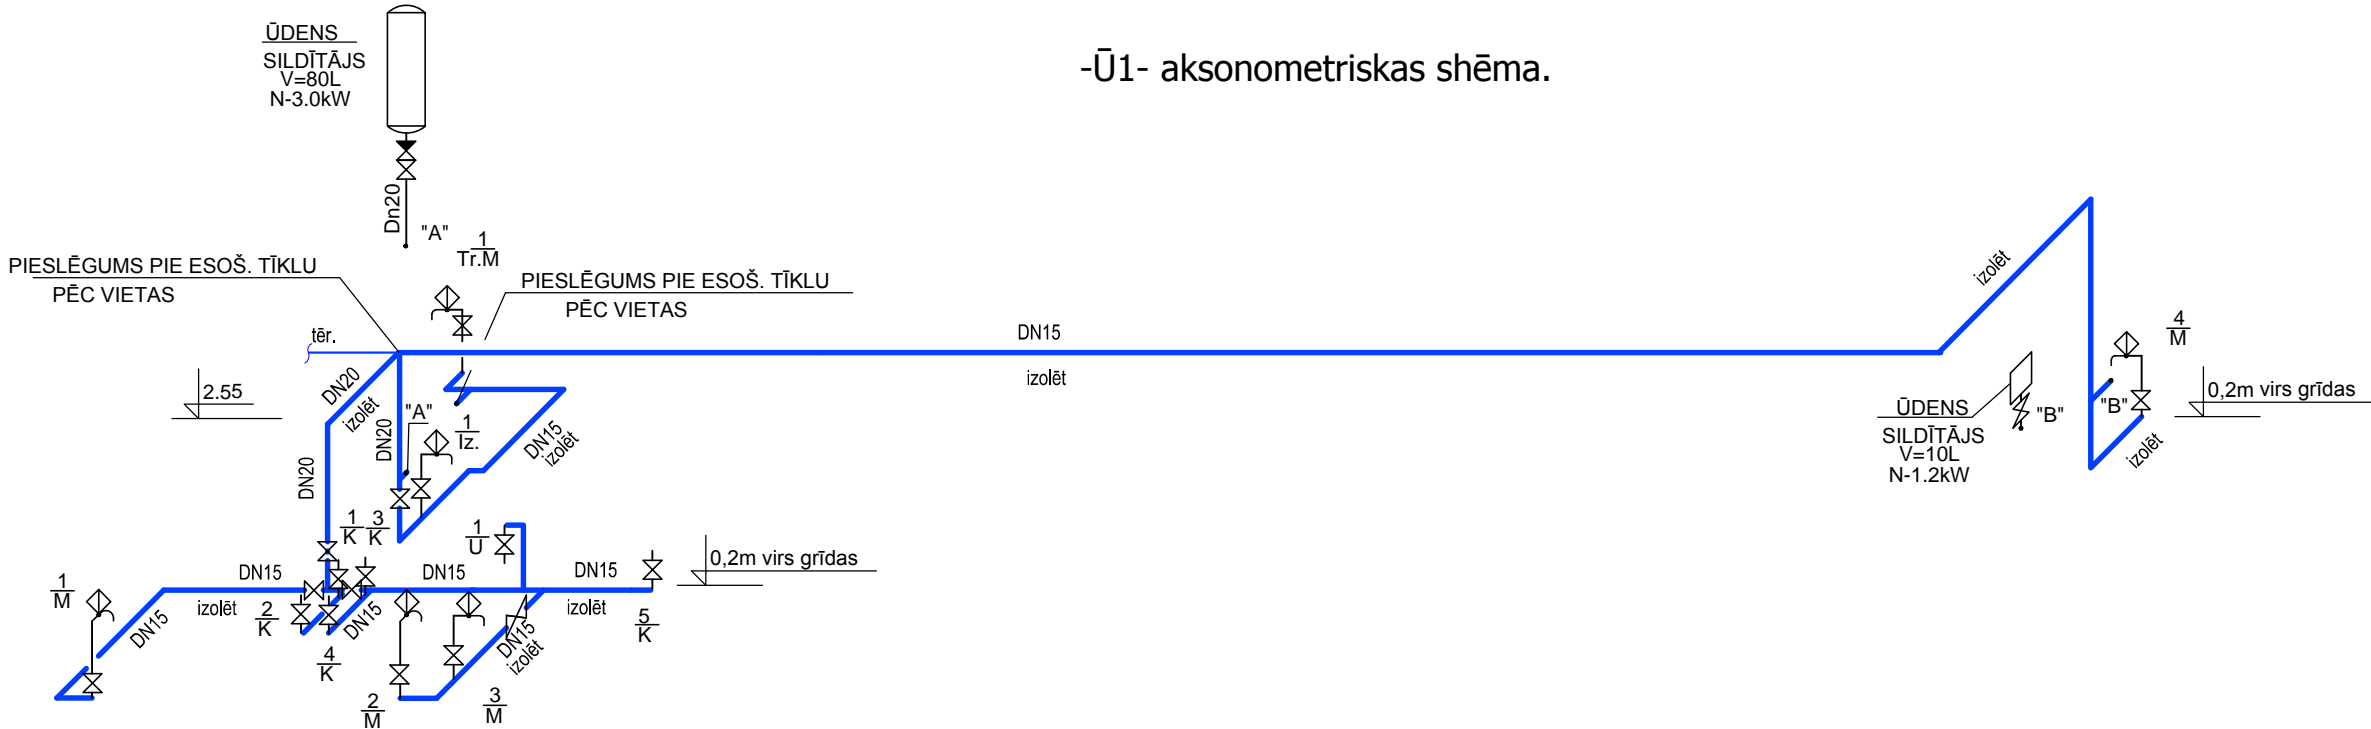 -Ū1- aksonometriskas shēma.
ŪDENS
SILDĪTĀJS
V=80L
N-3.0kW
Dn20
"A"
1
Tr.M
PIESLĒGUMS PIE ESOŠ. TĪKLU
PĒC VIETAS
PIESLĒGUMS PIE ESOŠ. TĪKLU
PĒC VIETAS
tēr.
DN15
izolēt
izolēt
4
M
2.55
DN20
izolēt
DN20
"A"
1
Iz.
DN15
izolēt
DN20
ŪDENS
SILDĪTĀJS
V=10L
N-1.2kW
"B"
"B"
0,2m virs grīdas
izolēt
1
K
3
K
1
U
0,2m virs grīdas
1
M
DN15
izolēt
DN15
2
K
4
K
DN15
DN15
DN15
izolēt
DN15
izolēt
5
K
2
M
3
M